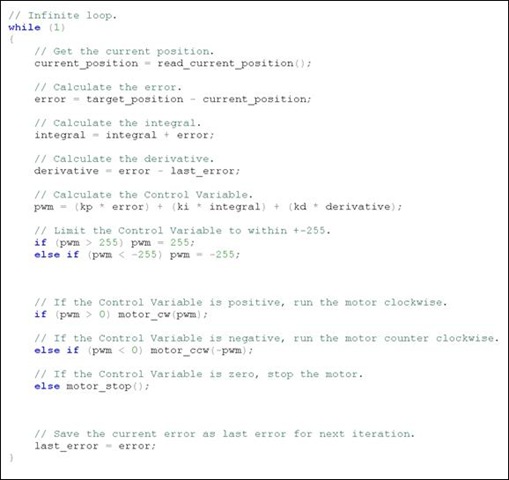 // Infinite loop.
while (1)
{
// Get the current position.
current_position = read_current_position();
// Calculate the error.
error = target_position - current_position;
// Calculate the integral.
integral = integral + error;
// Calculate the derivative.
derivative = error - last_error;
// Calculate the Control Variable.
pwm = (kp * error) + (ki * integral) + (kd * derivative);
// Limit the Control Variable to within +-255.
if (pwm > 255) pwm = 255;
else if (pwm < -255) pwm = -255;
// If the Control Variable is positive, run the motor clockwise.
if (pwm > 0) motor_cw(pwm);
// If the Control Variable is negative, run the motor counter clockwise.
else if (pwm < 0) motor_ccw(-pwm);
// If the Control Variable is zero, stop the motor.
else motor_stop();
// Save the current error as last error for next iteration.
last_error = error;
}